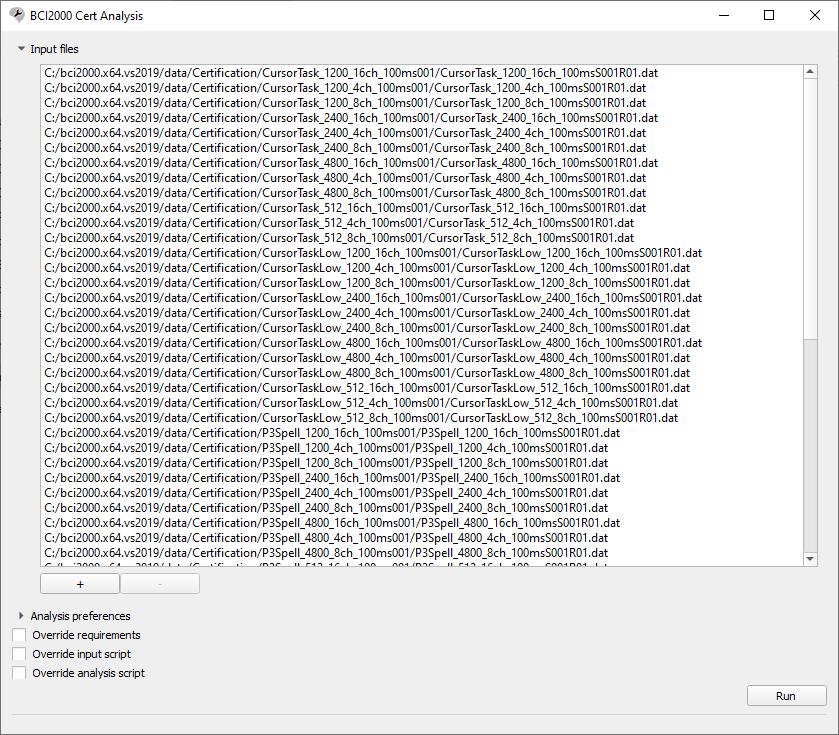 BCI2000 Cert Analysis
Input files
C:/bci2000.x64.vs2019/data/Certification/CursorTask_1200_16ch_100ms001/CursorTask_1200_16ch_100msS001R01.dat
C:/bci2000.x64.vs2019/data/Certification/CursorTask_1200_4ch_100ms001/CursorTask_1200_4ch_100msS001R01.dat
C:/bci2000.x64.vs2019/data/Certification/CursorTask_1200_8ch_100ms001/CursorTask_1200_8ch_100msS001R01.dat
C:/bci2000.x64.vs2019/data/Certification/CursorTask_2400_16ch_100ms001/CursorTask_2400_16ch_100msS001R01.dat
C:/bci2000.x64.vs2019/data/Certification/CursorTask_2400_4ch_100ms001/CursorTask_2400_4ch_100msS001R01.dat
C:/bci2000.x64.vs2019/data/Certification/CursorTask_2400_8ch_100ms001/CursorTask_2400_8ch_100msS001R01.dat
C:/bci2000.x64.vs2019/data/Certification/CursorTask_4800_16ch_100ms001/CursorTask_4800_16ch_100msS001R01.dat
C:/bci2000.x64.vs2019/data/Certification/CursorTask_4800_4ch_100ms001/CursorTask_4800_4ch_100msS001R01.dat
C:/bci2000.x64.vs2019/data/Certification/CursorTask_4800_8ch_100ms001/CursorTask_4800_8ch_100msS001R01.dat
C:/bci2000.x64.vs2019/data/Certification/CursorTask_512_16ch_100ms001/CursorTask_512_16ch_100msS001R01.dat
C:/bci2000.x64.vs2019/data/Certification/CursorTask_512_4ch_100ms001/CursorTask_512_4ch_100msS001R01.dat
C:/bci2000.x64.vs2019/data/Certification/CursorTask_512_8ch_100ms001/CursorTask_512_8ch_100msS001R01.dat
C:/bci2000.x64.vs2019/data/Certification/CursorTaskLow_1200_16ch_100ms001/CursorTaskLow_1200_16ch_100msS001R01.dat
C:/bci2000.x64.vs2019/data/Certification/CursorTaskLow_1200_4ch_100ms001/CursorTaskLow_1200_4ch_100msS001R01.dat
C:/bci2000.x64.vs2019/data/Certification/CursorTaskLow_1200_8ch_100ms001/CursorTaskLow_1200_8ch_100msS001R01.dat
C:/bci2000.x64.vs2019/data/Certification/CursorTaskLow_2400_16ch_100ms001/CursorTaskLow_2400_16ch_100msS001R01.dat
C:/bci2000.x64.vs2019/data/Certification/CursorTaskLow_2400_4ch_100ms001/CursorTaskLow_2400_4ch_100msS001R01.dat
C:/bci2000.x64.vs2019/data/Certification/CursorTaskLow_2400_8ch_100ms001/CursorTaskLow_2400_8ch_100msS001R01.dat
C:/bci2000.x64.vs2019/data/Certification/CursorTaskLow_4800_16ch_100ms001/CursorTaskLow_4800_16ch_100msS001R01.dat
C:/bci2000.x64.vs2019/data/Certification/CursorTaskLow_4800_4ch_100ms001/CursorTaskLow_4800_4ch_100msS001R01.dat
C:/bci2000.x64.vs2019/data/Certification/CursorTaskLow_4800_8ch_100ms001/CursorTaskLow_4800_8ch_100msS001R01.dat
C:/bci2000.x64.vs2019/data/Certification/CursorTaskLow_512_16ch_100ms001/CursorTaskLow_512_16ch_100msS001R01.dat
C:/bci2000.x64.vs2019/data/Certification/CursorTaskLow_512_4ch_100ms001/CursorTaskLow_512_4ch_100msS001R01.dat
C:/bci2000.x64.vs2019/data/Certification/CursorTaskLow_512_8ch_100ms001/CursorTaskLow_512_8ch_100msS001R01.dat
C:/bci2000.x64.vs2019/data/Certification/P3Spell_1200_16ch_100ms001/P3Spell_1200_16ch_100msS001R01.dat
C:/bci2000.x64.vs2019/data/Certification/P3Spell_1200_4ch_100ms001/P3Spell_1200_4ch_100msS001R01.dat
C:/bci2000.x64.vs2019/data/Certification/P3Spell_1200_8ch_100ms001/P3Spell_1200_8ch_100msS001R01.dat
C:/bci2000.x64.vs2019/data/Certification/P3Spell_2400_16ch_100ms001/P3Spell_2400_16ch_100msS001R01.dat
C:/bci2000.x64.vs2019/data/Certification/P3Spell_2400_4ch_100ms001/P3Spell_2400_4ch_100msS001R01.dat
C:/bci2000.x64.vs2019/data/Certification/P3Spell_2400_8ch_100ms001/P3Spell_2400_8ch_100msS001R01.dat
C:/bci2000.x64.vs2019/data/Certification/P3Spell_4800_16ch_100ms001/P3Spell_4800_16ch_100msS001R01.dat
C:/bci2000.x64.vs2019/data/Certification/P3Spell_4800_4ch_100ms001/P3Spell_4800_4ch_100msS001R01.dat
C:/bci2000.x64.vs2019/data/Certification/P3Spell_4800_8ch_100ms001/P3Spell_4800_8ch_100msS001R01.dat
C:/bci2000.x64.vs2019/data/Certification/P3Spell_512_16ch_100ms001/P3Spell_512_16ch_100msS001R01.dat
+ -
Analysis preferences
Override requirements
Override input script
Override analysis script
Run